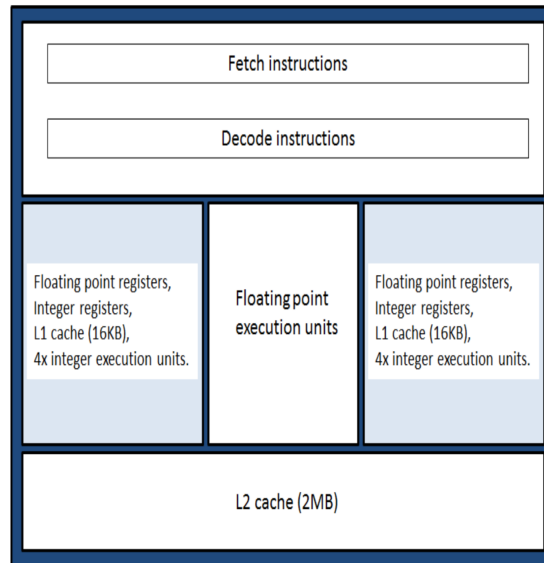 Fetch instructions
Decode instructions
Floating point registers,
Integer registers,
L1 cache (16KB),
4x integer execution units.
Floating point
execution units
Floating point registers,
Integer registers,
L1 cache (16KB),
4x integer execution units.
L2 cache (2MB)